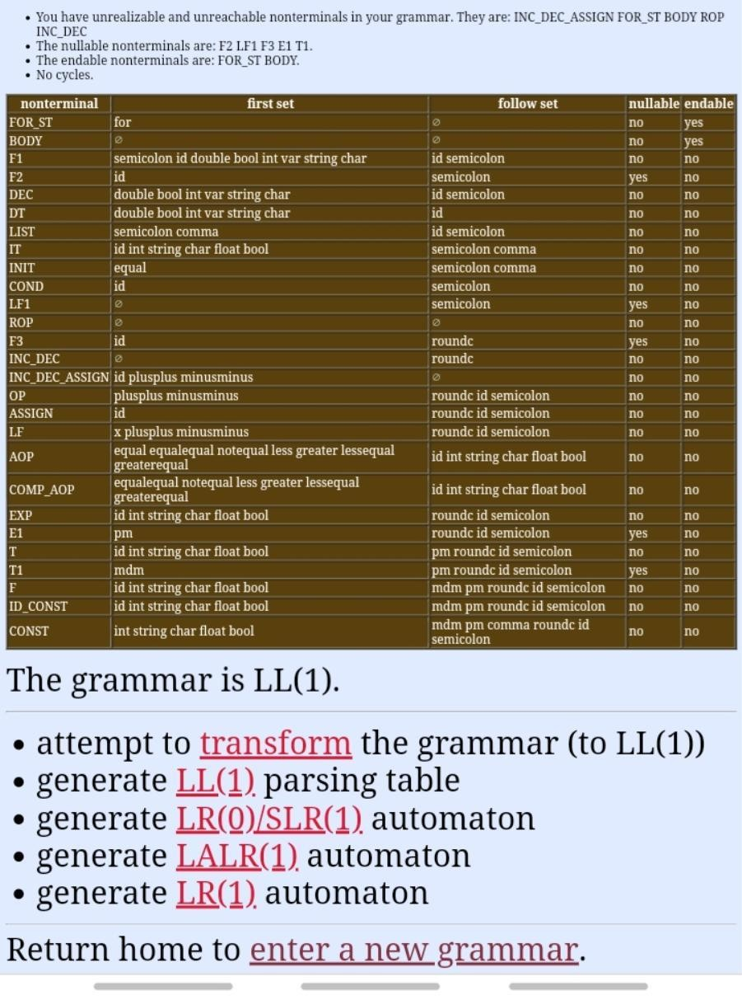 You have unrealizable and unreachable nonterminals in your grammar. They are: INC_DEC_ASSIGN FOR_ST BODY ROP
INC_DEC
The nullable nonterminals are: F2 LF1 F3 E1 T1.
The endable nonterminals are: FOR_ST BODY.
No cycles.
nonterminal first set follow set nullable endable
FOR_ST for ∅ no yes
BODY ∅ ∅ no yes
F1 semicolon id double bool int var string char id semicolon no no
F2 id semicolon yes no
DEC double bool int var string char id semicolon no no
DT double bool int var string char id no no
LIST semicolon comma id semicolon no no
IT id int string char float bool semicolon comma no no
INIT equal semicolon comma no no
COND id semicolon no no
LF1 ∅ semicolon yes no
ROP ∅ ∅ no no
F3 id roundc yes no
INC_DEC ∅ roundc no no
INC_DEC_ASSIGN id plusplus minusminus ∅ no no
OP plusplus minusminus roundc id semicolon no no
ASSIGN id roundc id semicolon no no
LF x plusplus minusminus roundc id semicolon no no
AOP equal equalequal notequal less greater lessequal
greaterequal id int string char float bool no no
COMP_AOP equalequal notequal less greater lessequal
greaterequal id int string char float bool no no
EXP id int string char float bool roundc id semicolon no no
E1 pm roundc id semicolon yes no
T id int string char float bool pm roundc id semicolon no no
T1 mdm pm roundc id semicolon yes no
F id int string char float bool mdm pm roundc id semicolon no no
ID_CONST id int string char float bool mdm pm roundc id semicolon no no
CONST int string char float bool mdm pm comma roundc id
semicolon no no
The grammar is LL(1).
attempt to transform the grammar (to LL(1))
generate LL(1) parsing table
generate LR(0)/SLR(1) automaton
generate LALR(1) automaton
generate LR(1) automaton
Return home to enter a new grammar.